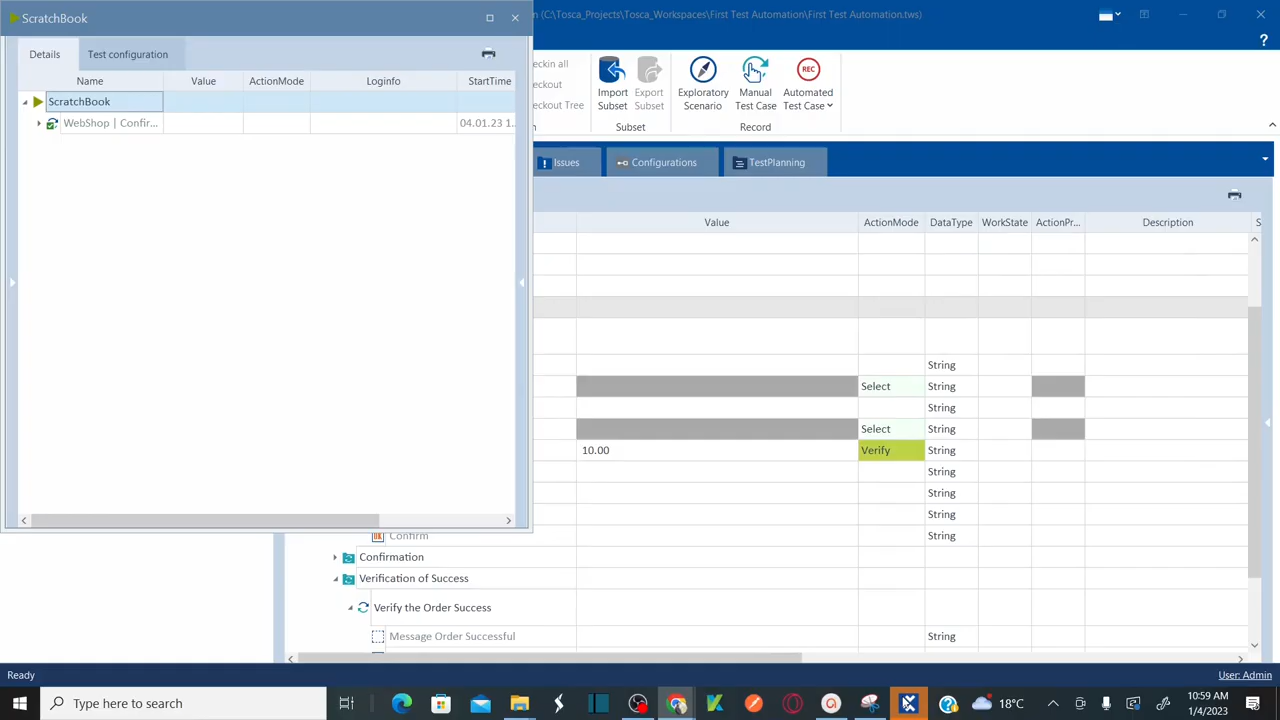 ScratchBook
n (C:\Tosca_Projects\Tosca_Workspaces\First Test Automation\First Test Automation.tws)
Details
Test configuration
Name Value ActionMode Loginfo StartTime
ScratchBook
WebShop | Confir... 04.01.23 1..
eckin all
eckout
eckout Tree
n
Import Subset
Export Subset
Subset
Exploratory Scenario
Manual Test Case
REC
Automated Test Case
Record
Issues
Configurations
TestPlanning
Value ActionMode DataType WorkState ActionPr... Description S
String
Select String
String
Select String
10.00 Verify String
String
String
String
Confirm String
Confirmation
Verification of Success
Verify the Order Success
Message Order Successful String
Ready
User: Admin
Type here to search
18°C
10:59 AM
1/4/2023